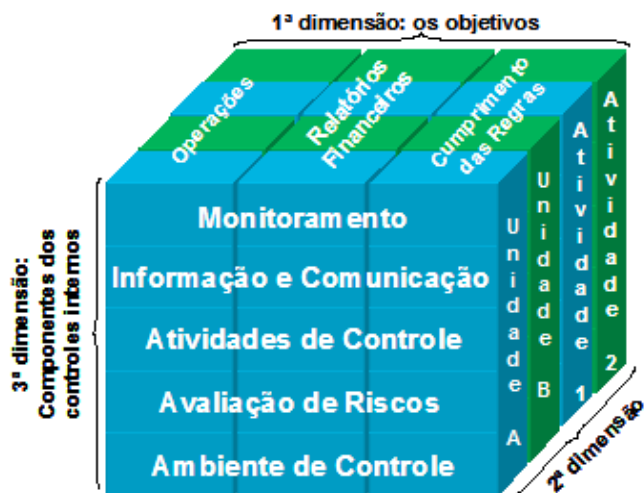 1ª dimensão: os objetivos
Operações
Relatórios
Financeiros
Cumprimento
das Regras
Monitoramento
Informação e Comunicação
Atividades de Controle
Avaliação de Riscos
Ambiente de Controle
Unidade A
Unidade B
Atividade 1
Atividade 2
2ª dimensão
3ª dimensão:
Componentes dos
controles internos